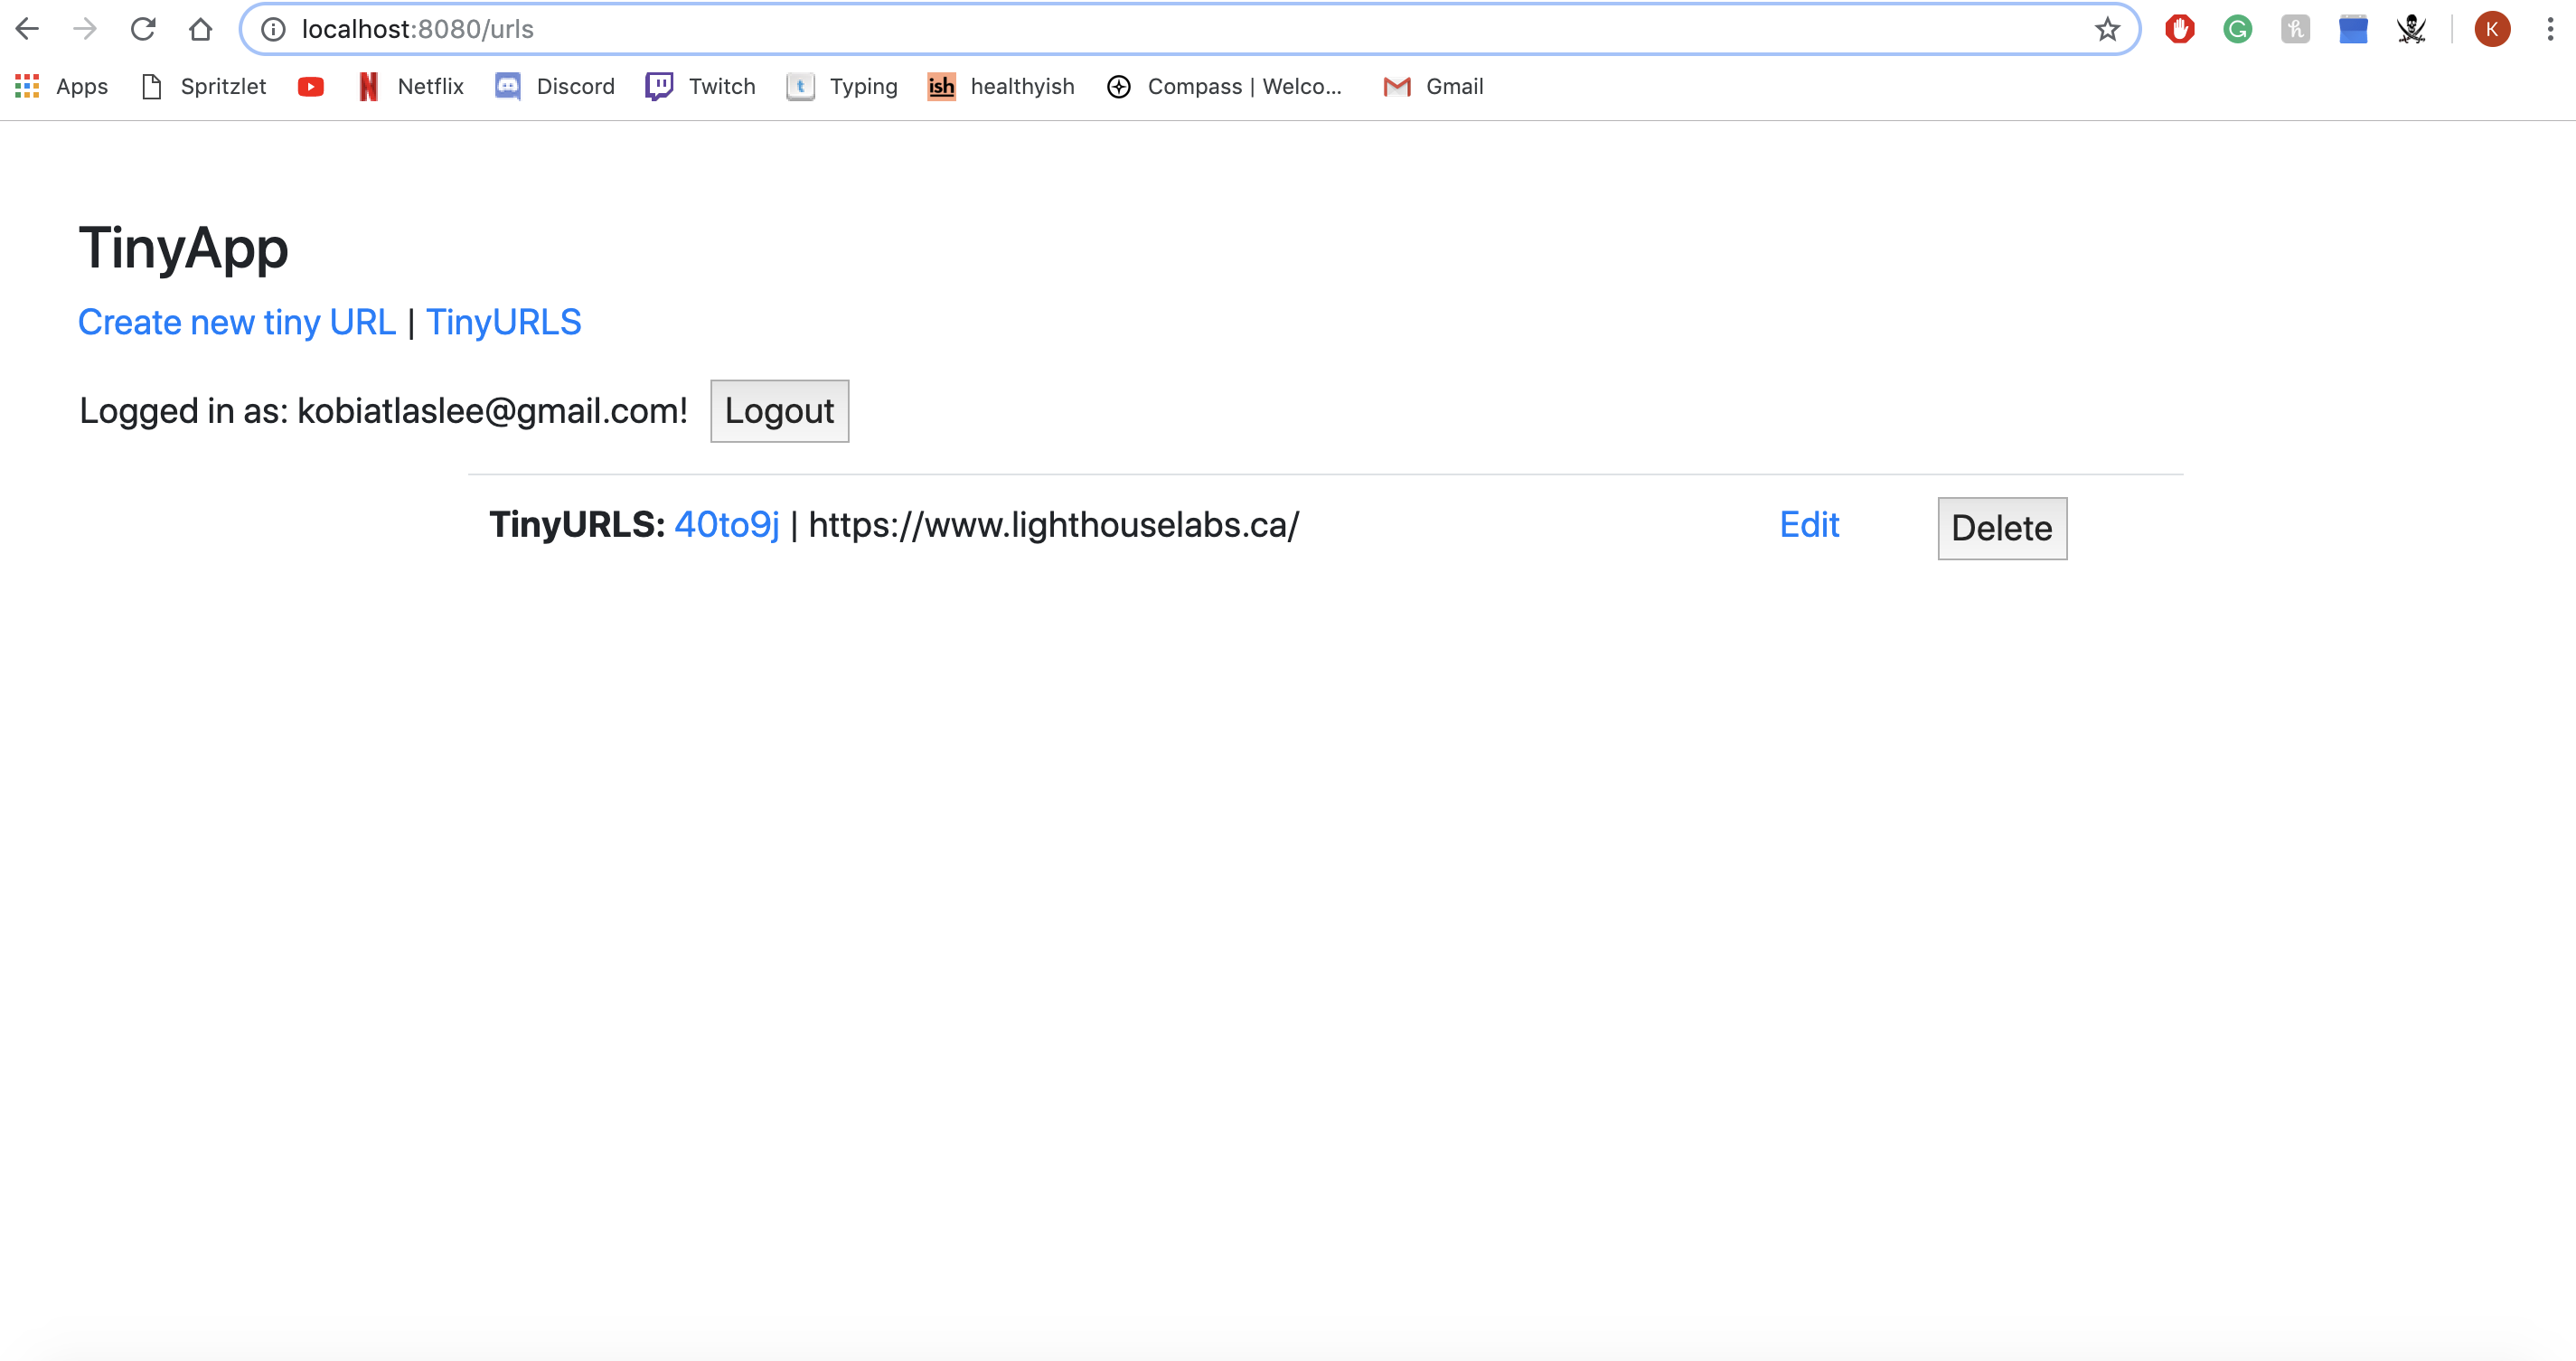 localhost:8080/urls
K
Apps Spritzlet Netflix Discord Twitch t Typing ish healthyish Compass | Welco... Gmail
TinyApp
Create new tiny URL | TinyURLS
Logged in as: kobiatlaslee@gmail.com! Logout
TinyURLS: 40to9j | https://www.lighthouselabs.ca/ Edit Delete